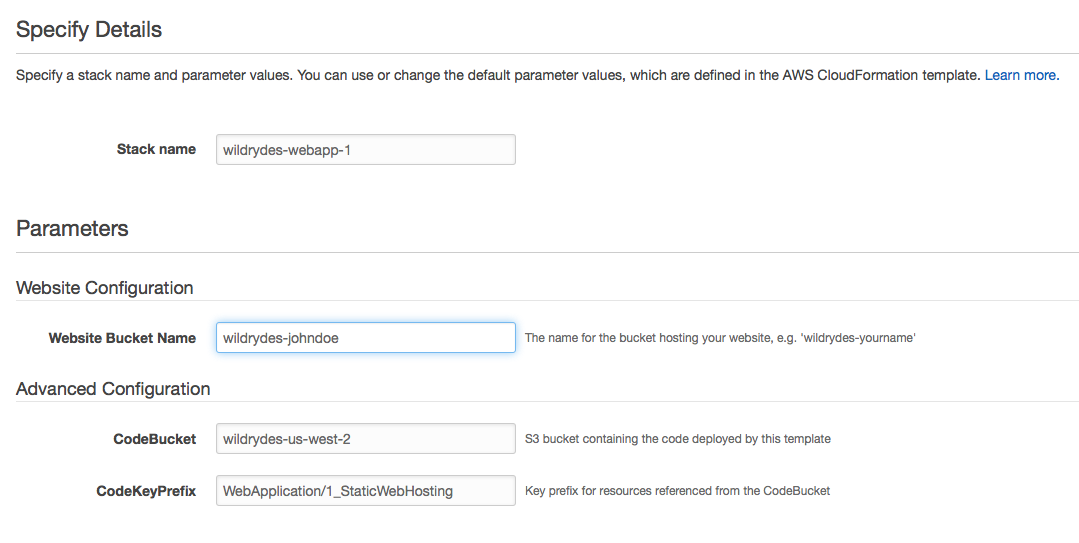 Specify Details
Specify a stack name and parameter values. You can use or change the default parameter values, which are defined in the AWS CloudFormation template. Learn more.
Stack name wildrydes-webapp-1
Parameters
Website Configuration
Website Bucket Name wildrydes-johndoe The name for the bucket hosting your website, e.g. 'wildrydes-yourname'
Advanced Configuration
CodeBucket wildrydes-us-west-2 S3 bucket containing the code deployed by this template
CodeKeyPrefix WebApplication/1_StaticWebHosting Key prefix for resources referenced from the CodeBucket